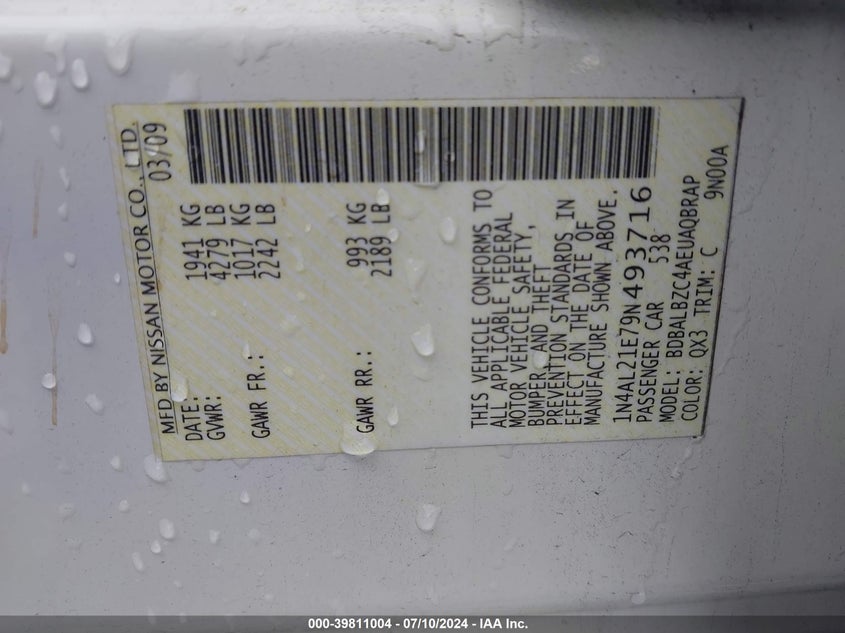 MFD BY NISSAN MOTOR CO., LTD.
DATE: 03/09
GVWR: 1941 KG
4279 LB
GAWR FR.: 1017 KG
2242 LB
GAWR RR.: 993 KG
2189 LB
THIS VEHICLE CONFORMS TO
ALL APPLICABLE FEDERAL
MOTOR VEHICLE SAFETY,
BUMPER, AND THEFT
PREVENTION STANDARDS IN
EFFECT ON THE DATE OF
MANUFACTURE SHOWN ABOVE.
1N4AL21E79N493716
PASSENGER CAR 538
MODEL: BDBALBZC4AEUAQBRAP
COLOR: QX3 TRIM: C 9N00A
000-39811004 - 07/10/2024 - IAA Inc.